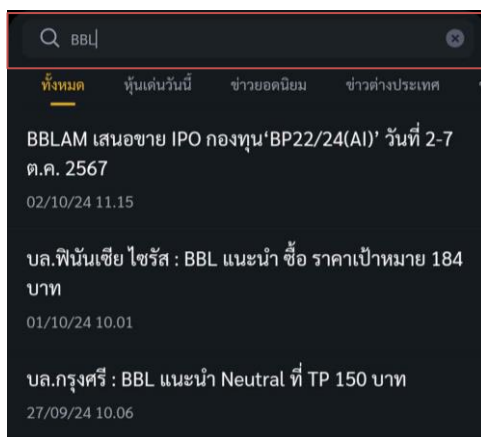 BBL
ทั้งหมด หุ้นเด่นวันนี้ ข่าวยอดนิยม ข่าวต่างประเทศ
BBLAM เสนอขาย IPO กองทุน‘BP22/24(AI)’ วันที่ 2-7
ต.ค. 2567
02/10/24 11.15
บล.ฟินันเซีย ไซรัส : BBL แนะนำ ซื้อ ราคาเป้าหมาย 184
บาท
01/10/24 10.01
บล.กรุงศรี : BBL แนะนำ Neutral ที่ TP 150 บาท
27/09/24 10.06